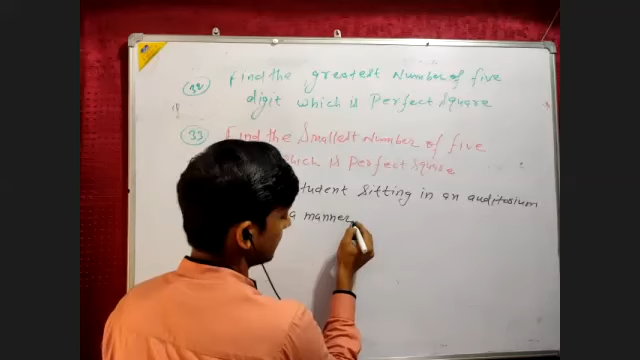 32 Find the greatest Number of five
digit which is perfect Square
33 Find the Smallest Number of five
which is perfect Square
student sitting in an auditorium
a manner